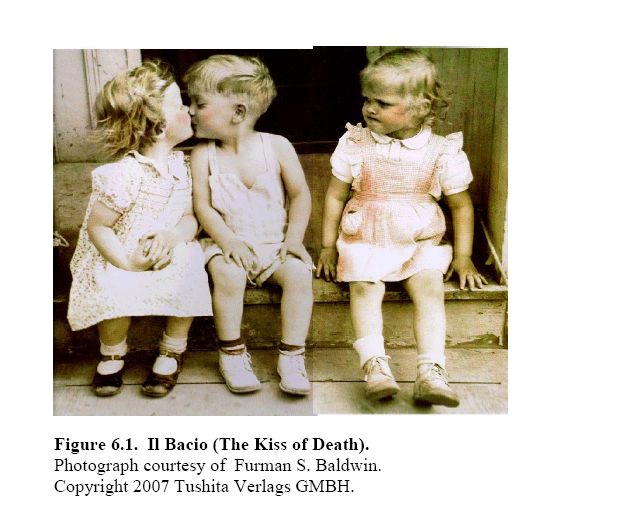 Figure 6.1. Il Bacio (The Kiss of Death).
Photograph courtesy of Furman S. Baldwin.
Copyright 2007 Tushita Verlags GMBH.